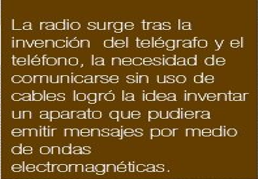 La radio surge tras la
invención del telégrafo y el
teléfono, la necesidad de
comunicarse sin uso de
cables logró la idea inventar
un aparato que pudiera
emitir mensajes por medio
de ondas
electromagnéticas.